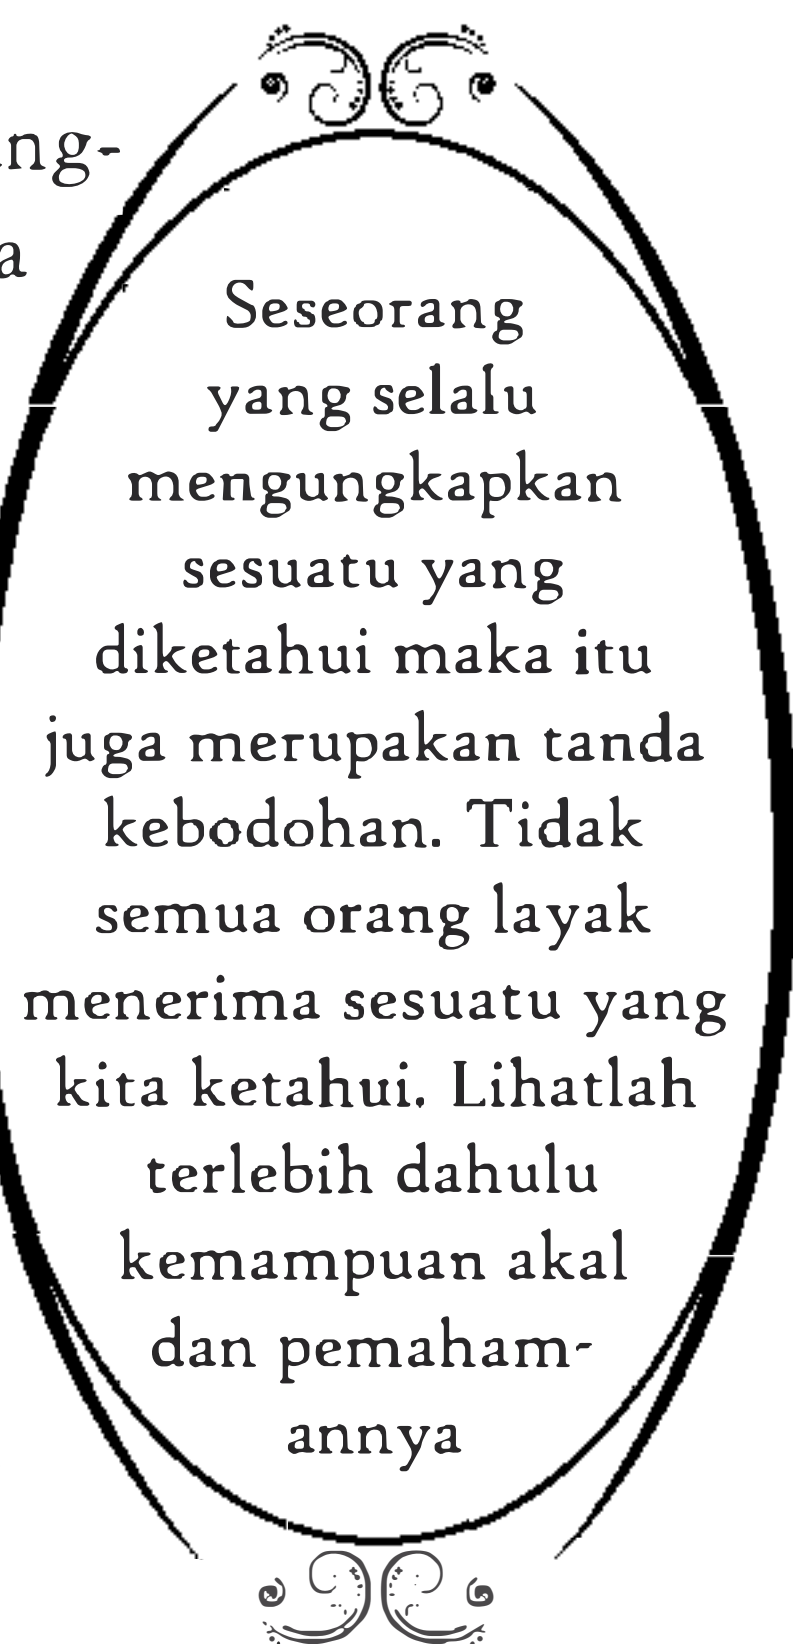 ng-
a
Seseorang
yang selalu
mengungkapkan
sesuatu yang
diketahui maka itu
juga merupakan tanda
kebodohan. Tidak
semua orang layak
menerima sesuatu yang
kita ketahui. Lihatlah
terlebih dahulu
kemampuan akal
dan pemaham-
annya